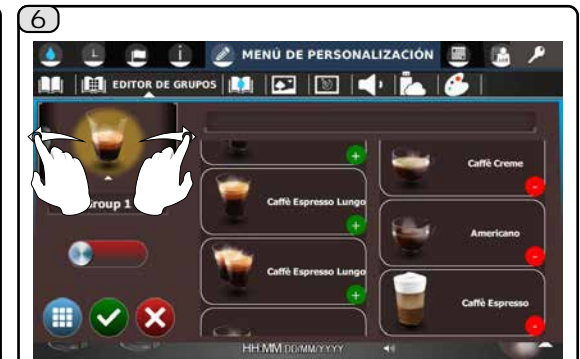 6
MENÚ DE PERSONALIZACIÓN
EDITOR DE GRUPOS
Group 1
Caffè Espresso Lungo
Caffè Espresso Lungo
Caffè Creme
Americano
Caffè Espresso
HH:MM DD/MM/YYYY